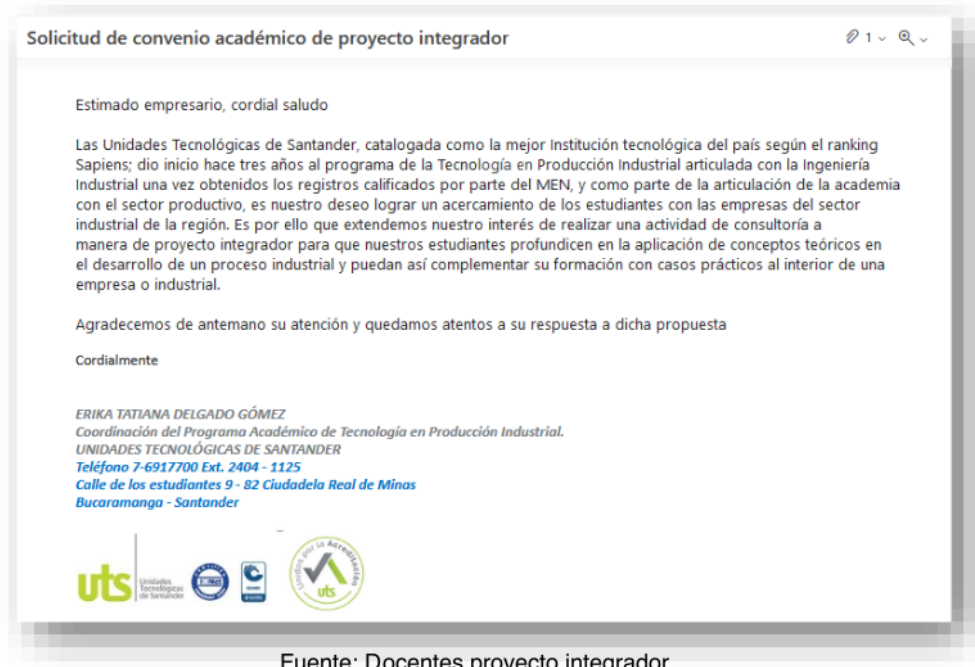 Solicitud de convenio académico de proyecto integrador
1
Estimado empresario, cordial saludo
Las Unidades Tecnológicas de Santander, catalogada como la mejor Institución tecnológica del país según el ranking
Sapiens; dio inicio hace tres años al programa de la Tecnología en Producción Industrial articulada con la Ingeniería
Industrial una vez obtenidos los registros calificados por parte del MEN, y como parte de la articulación de la academia
con el sector productivo, es nuestro deseo lograr un acercamiento de los estudiantes con las empresas del sector
industrial de la región. Es por ello que extendemos nuestro interés de realizar una actividad de consultoría a
manera de proyecto integrador para que nuestros estudiantes profundicen en la aplicación de conceptos teóricos en
el desarrollo de un proceso industrial y puedan así complementar su formación con casos prácticos al interior de una
empresa o industrial.
Agradecemos de antemano su atención y quedamos atentos a su respuesta a dicha propuesta
Cordialmente
ERIKA TATIANA DELGADO GÓMEZ
Coordinación del Programa Académico de Tecnología en Producción Industrial.
UNIDADES TECNOLÓGICAS DE SANTANDER
Teléfono 7-6917700 Ext. 2404 - 1125
Calle de los estudiantes 9 - 82 Ciudadela Real de Minas
Bucaramanga - Santander
uts
Unidades
Tecnológicas
de Santander
Unidos por la Acreditación
uts
Fuente: Docentes proyecto integrador